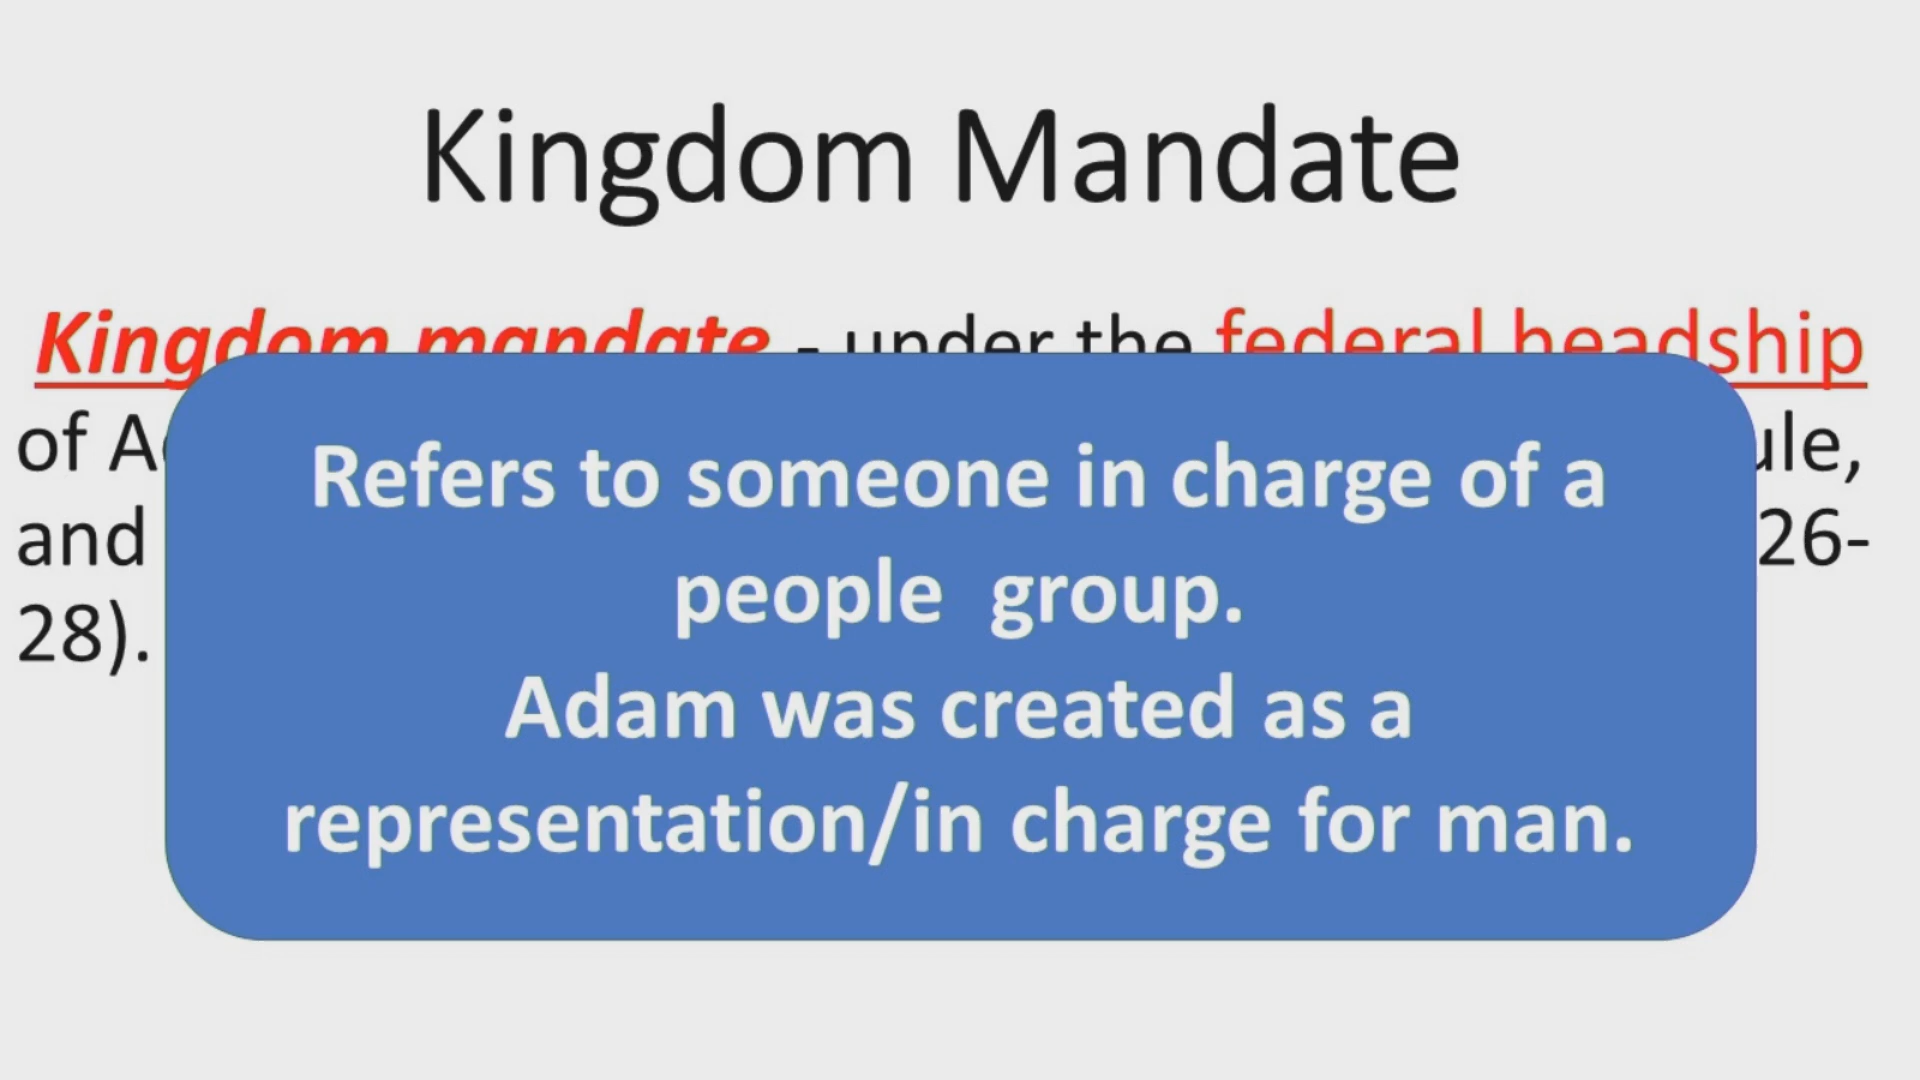 Kingdom Mandate
Kingdom mandate - under the federal headship
of
and
26-
28).
Refers to someone in charge of a
people group.
Adam was created as a
representation/in charge for man.